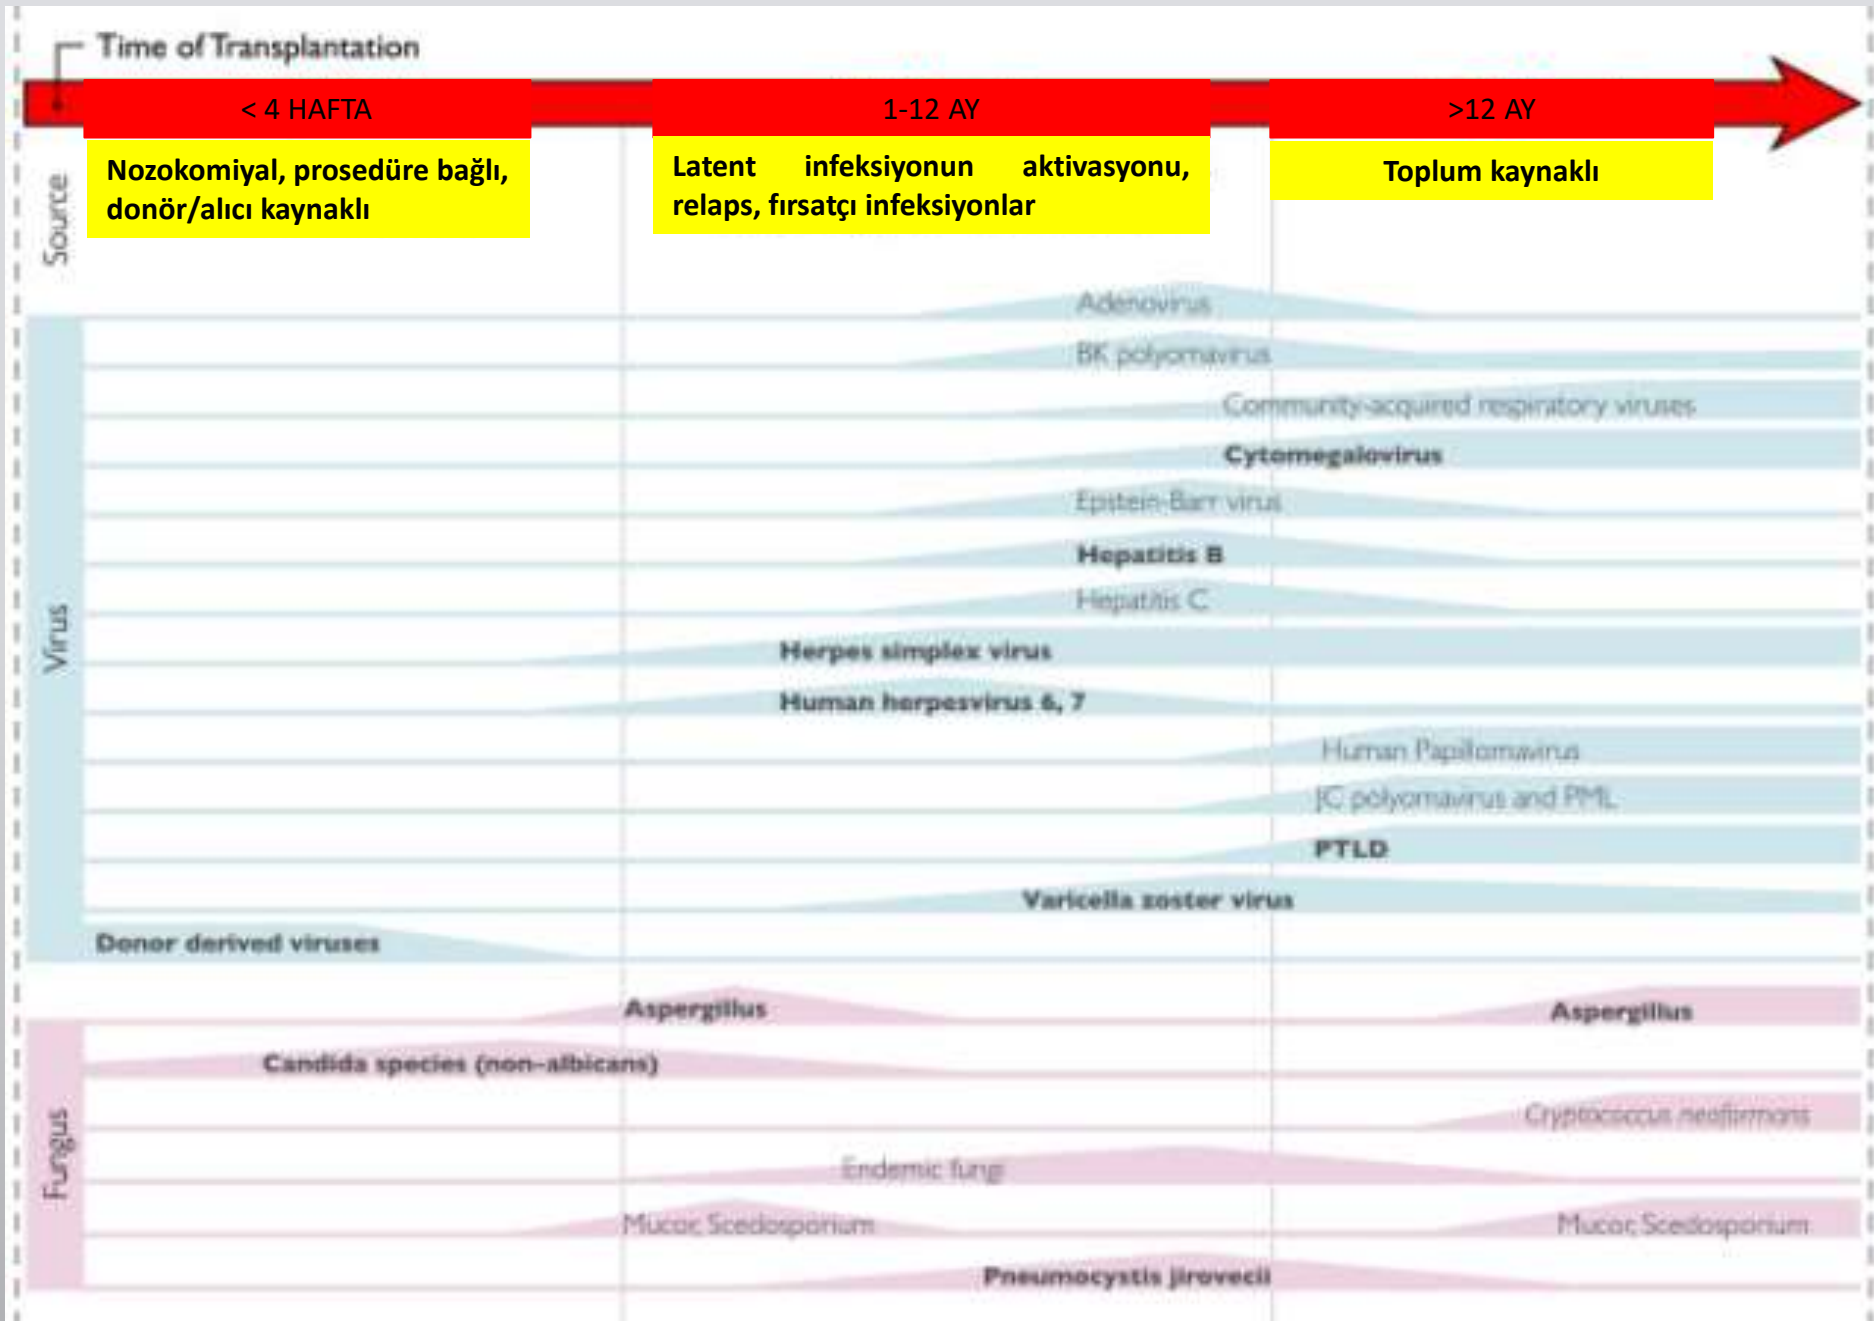 Time of Transplantation
< 4 HAFTA
1-12 AY
>12 AY
Source
Nozokomiyal, prosedüre bağlı,
donör/alıcı kaynaklı
Latent infeksiyonun aktivasyonu,
relaps, fırsatçı infeksiyonlar
Toplum kaynaklı
Virus
Adenovirus
BK polyomavirus
Community-acquired respiratory viruses
Cytomegalovirus
Epstein-Barr virus
Hepatitis B
Hepatitis C
Herpes simplex virus
Human herpesvirus 6, 7
Human Papillomavirus
JC polyomavirus and PML
PTLD
Varicella zoster virus
Donor derived viruses
Fungus
Aspergillus
Aspergillus
Candida species (non-albicans)
Cryptococcus neoformans
Endemic fungi
Mucor, Scedosporium
Mucor, Scedosporium
Pneumocystis jirovecii